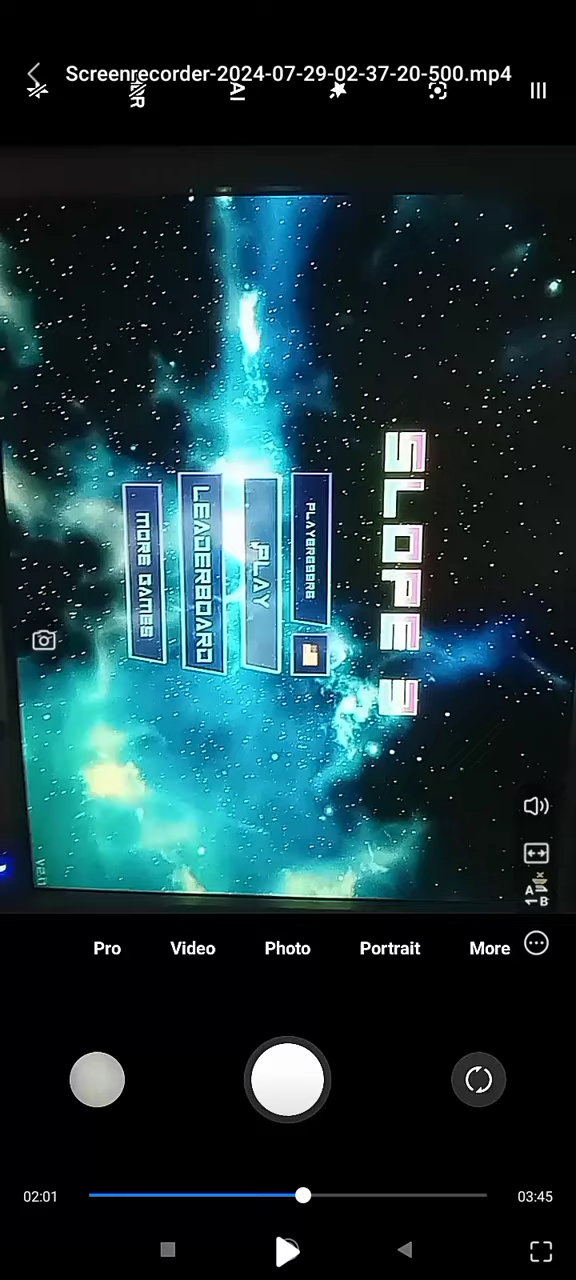 Screenrecorder-2024-07-29-02-37-20-500.mp4
AI
SLOPE 3
PLAY
LEADERBOARD
MORE GAMES
A
B
Pro
Video
Photo
Portrait
More
02:01
03:45